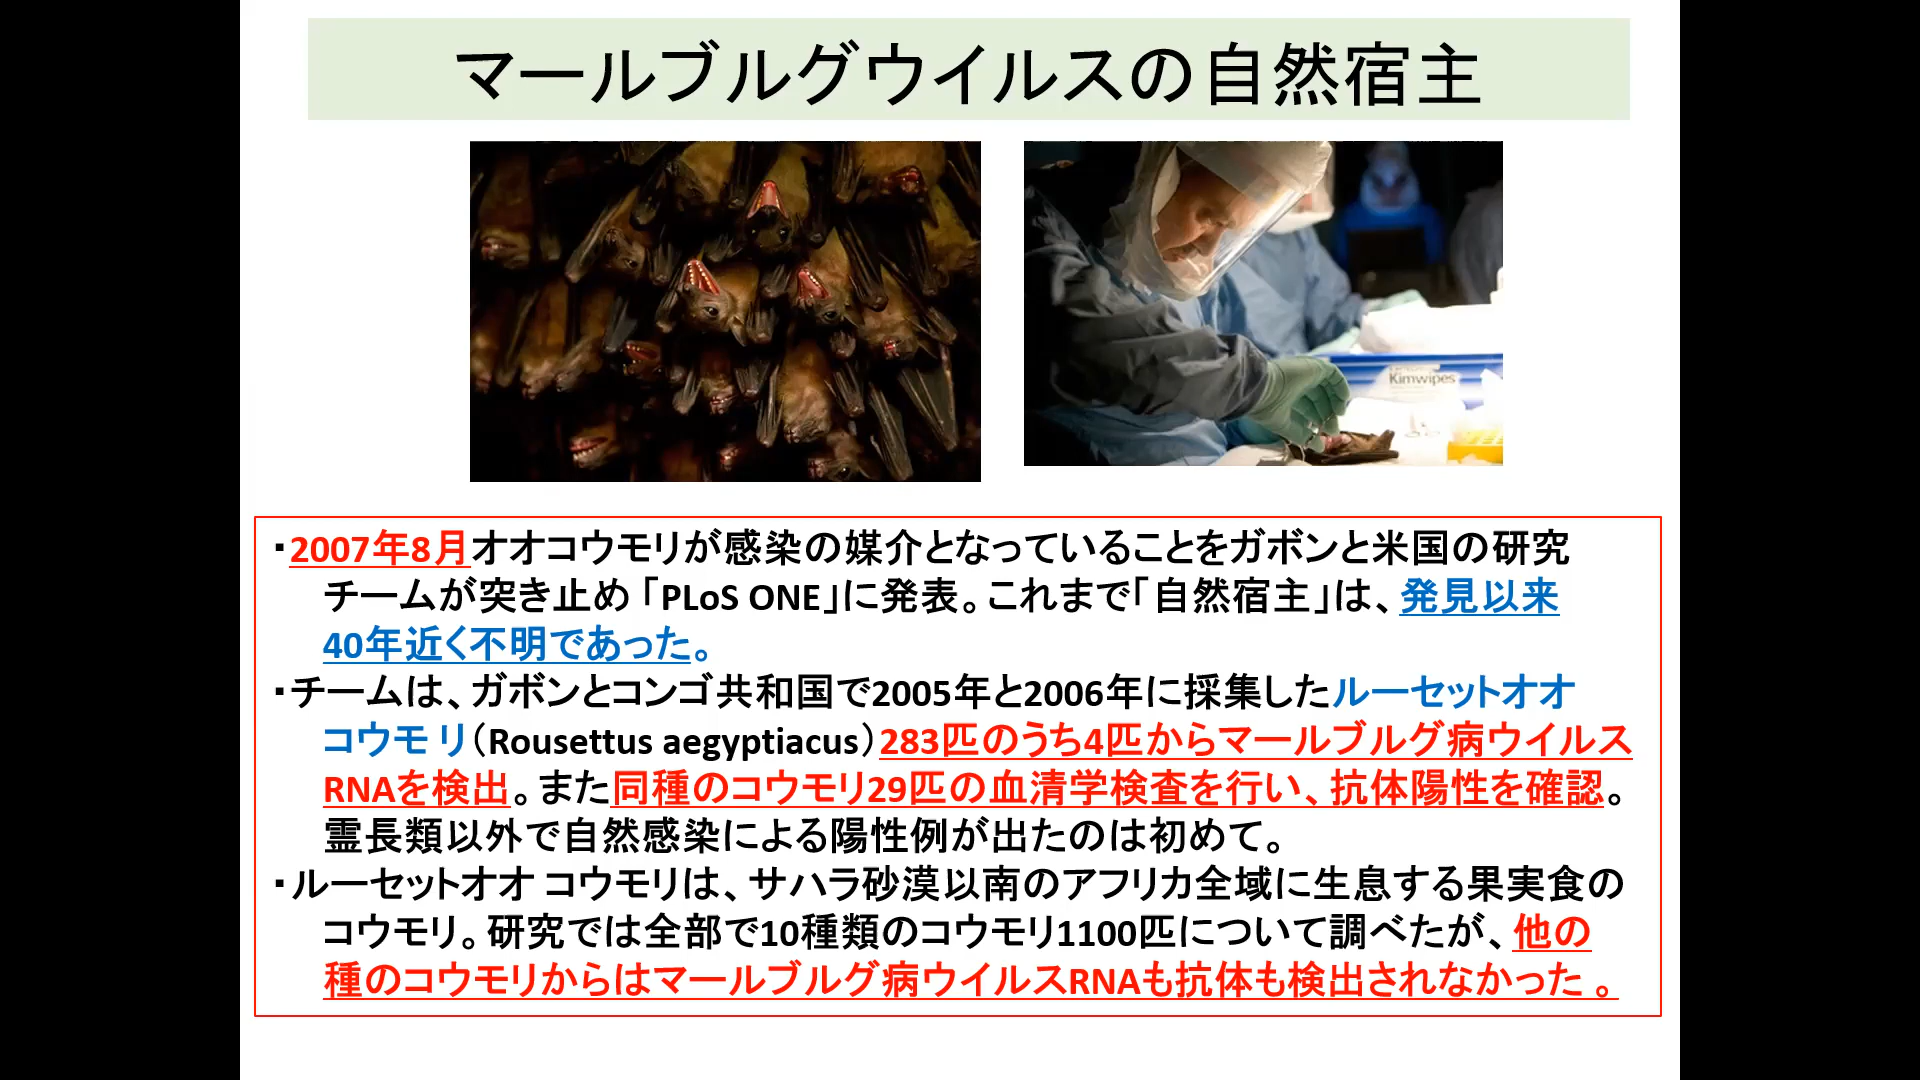 マールブルグウイルスの自然宿主
Kimwipes
・2007年8月オオコウモリが感染の媒介となっていることをガボンと米国の研究
チームが突き止め「PLoS ONE」に発表。これまで「自然宿主」は、発見以来
40年近く不明であった。
・チームは、ガボンとコンゴ共和国で2005年と2006年に採集したルーセットオオ
コウモリ（Rousettus aegyptiacus）283匹のうち4匹からマールブルグ病ウイルス
RNAを検出。また同種のコウモリ29匹の血清学検査を行い、抗体陽性を確認。
霊長類以外で自然感染による陽性例が出たのは初めて。
・ルーセットオオ コウモリは、サハラ砂漠以南のアフリカ全域に生息する果実食の
コウモリ。研究では全部で10種類のコウモリ1100匹について調べたが、他の
種のコウモリからはマールブルグ病ウイルスRNAも抗体も検出されなかった 。